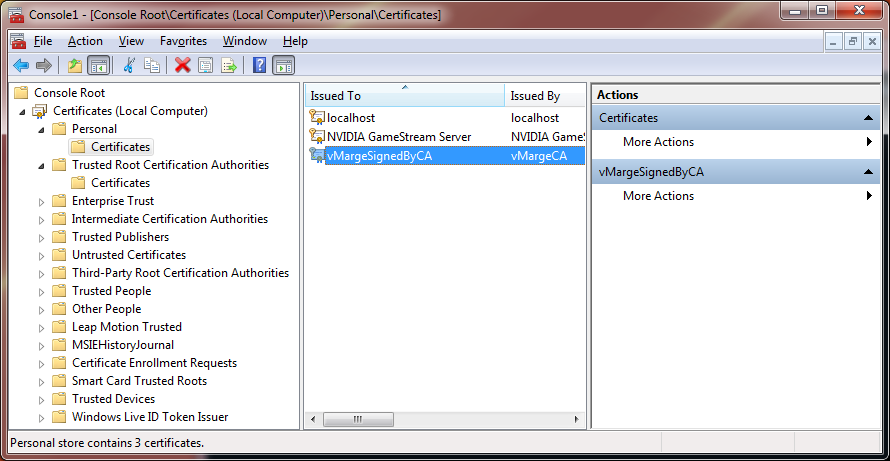 Console1 - [Console Root\Certificates (Local Computer)\Personal\Certificates]
File Action View Favorites Window Help
Console Root
Certificates (Local Computer)
Personal
Certificates
Trusted Root Certification Authorities
Certificates
Enterprise Trust
Intermediate Certification Authorities
Trusted Publishers
Untrusted Certificates
Third-Party Root Certification Authorities
Trusted People
Other People
Leap Motion Trusted
MSIEHistoryJournal
Certificate Enrollment Requests
Smart Card Trusted Roots
Trusted Devices
Windows Live ID Token Issuer
Issued To Issued By
localhost localhost
NVIDIA GameStream Server NVIDIA GameS
vMargeSignedByCA vMargeCA
Actions
Certificates
More Actions
vMargeSignedByCA
More Actions
Personal store contains 3 certificates.